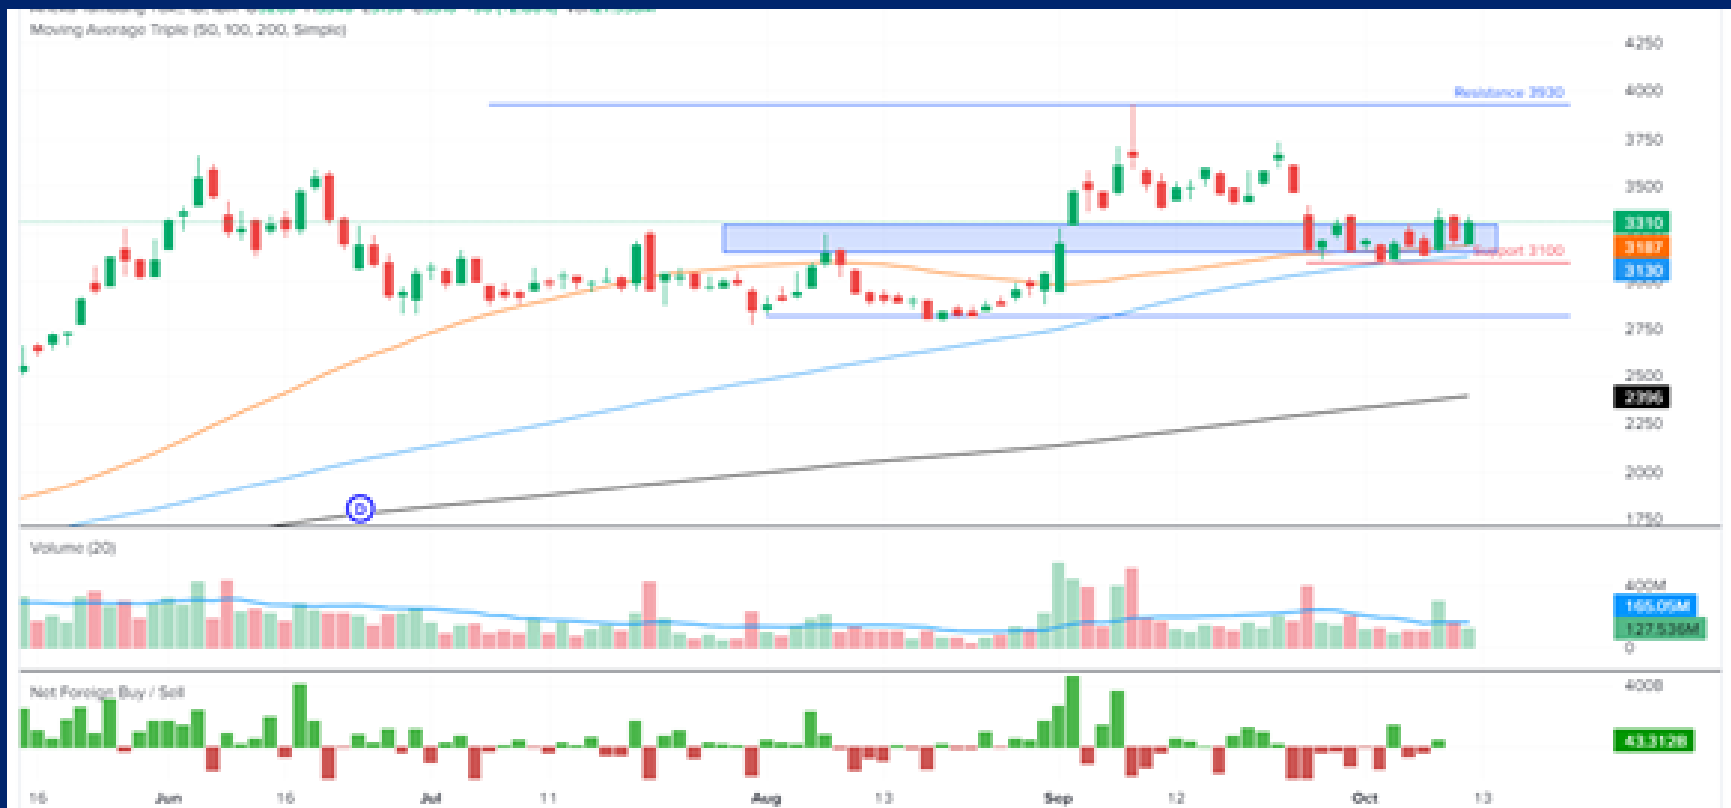 Moving Average Triple (50, 100, 200, Simple)
4250
Resistance 3930
4000
3750
3500
3310
3187
Support 3100
3130
3000
2750
2500
2396
2250
2000
D
1750
Volume (20)
400M
165.05M
127.536M
0
Net Foreign Buy / Sell
400B
43.312B
16 Jun 16 Jul 11 Aug 13 Sep 12 Oct 13